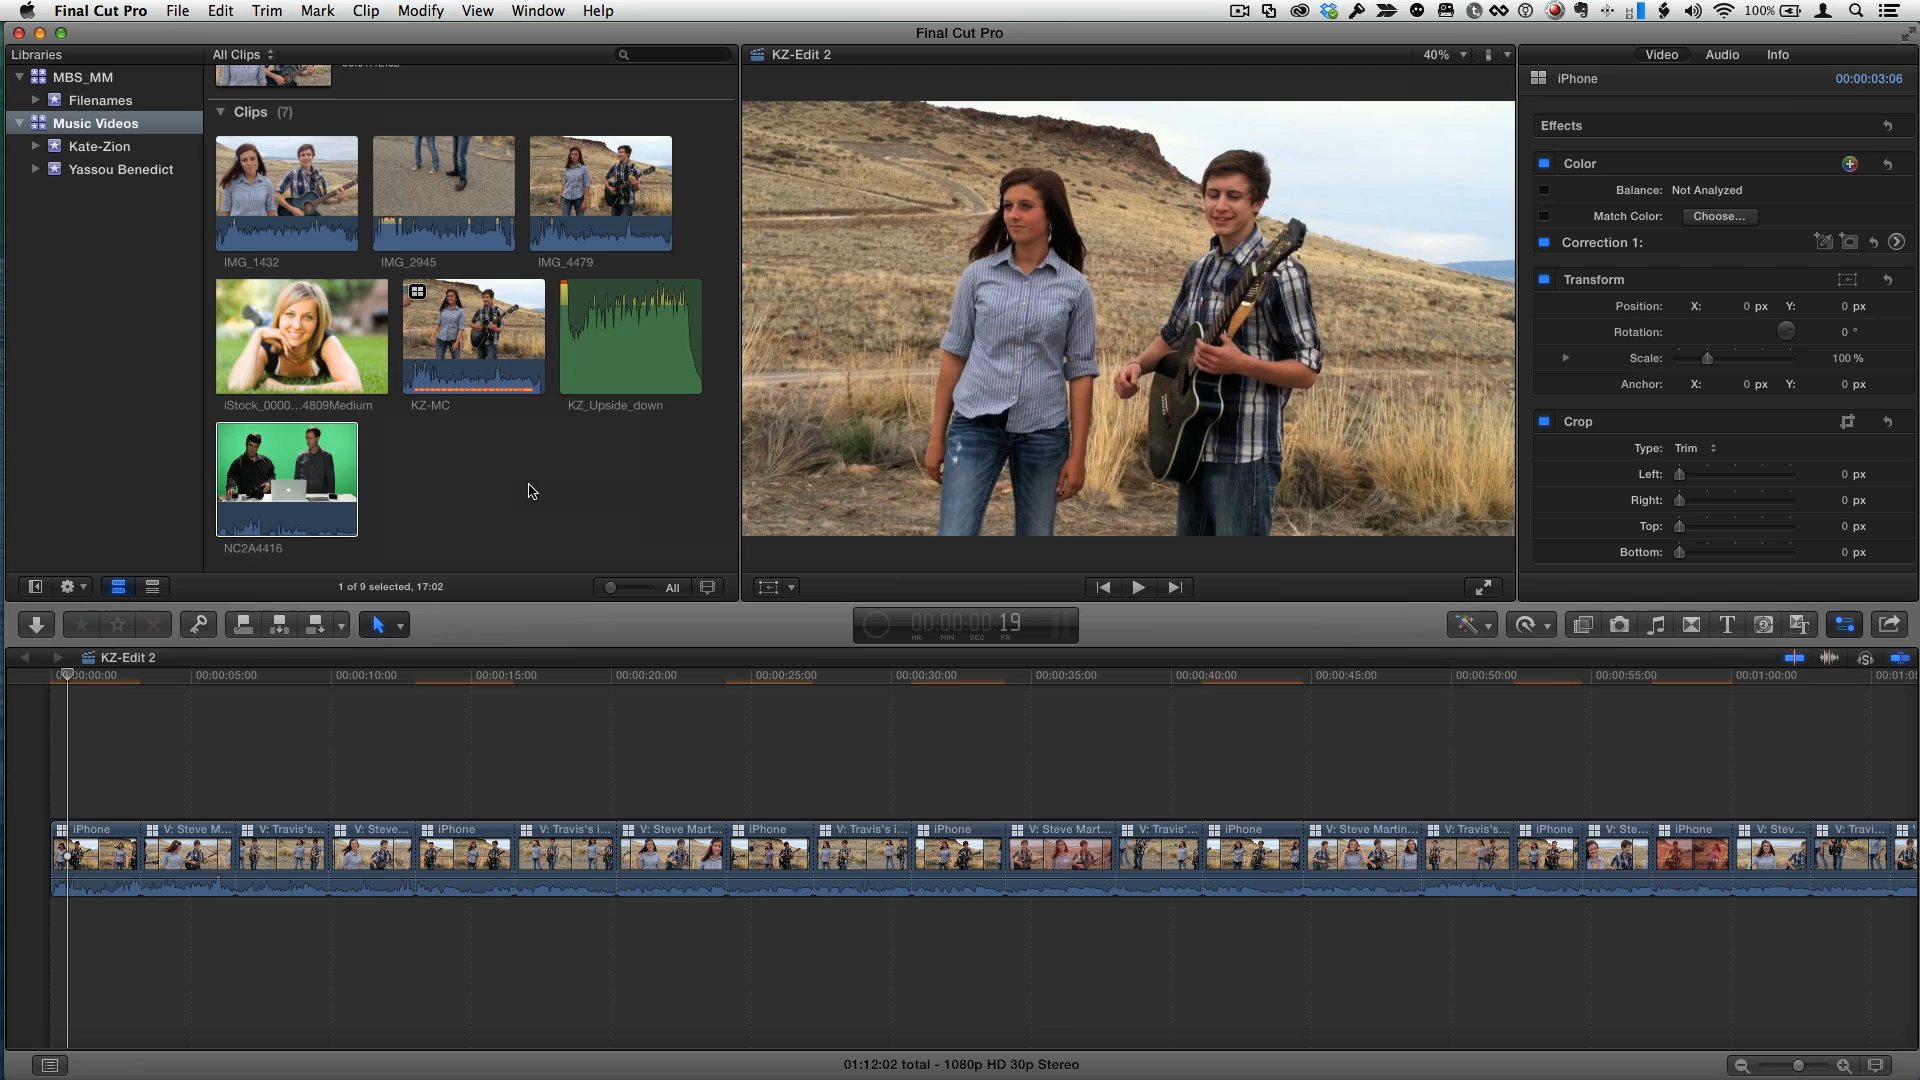 Final Cut Pro File Edit Trim Mark Clip Modify View Window Help 100%
Final Cut Pro
Libraries
All Clips
KZ-Edit 2
40%
Video Audio Info
MBS_MM
Filenames
Music Videos
Kate-Zion
Yassou Benedict
Clips (7)
IMG_1432
IMG_2945
IMG_4479
iStock_0000...4809Medium
KZ-MC
KZ_Upside_down
NC2A4416
1 of 9 selected, 17:02
All
iPhone 00:00:03:06
Effects
Color
Balance: Not Analyzed
Match Color: Choose...
Correction 1:
Transform
Position: X: 0 px Y: 0 px
Rotation: 0 °
Scale: 100 %
Anchor: X: 0 px Y: 0 px
Crop
Type: Trim
Left: 0 px
Right: 0 px
Top: 0 px
Bottom: 0 px
00:00:00:19
HR MIN SEC FR
KZ-Edit 2
00:00:05:00 00:00:10:00 00:00:15:00 00:00:20:00 00:00:25:00 00:00:30:00 00:00:35:00 00:00:40:00 00:00:45:00 00:00:50:00 00:00:55:00 00:01:00:00
iPhone V: Steve M... V: Travis's... V: Steve... iPhone V: Travis's i... V: Steve Mart... iPhone V: Travis's i... iPhone V: Steve Mart... V: Travis'... iPhone V: Steve Martin... V: Travis's... iPhone V: Ste... iPhone V: Stev... V: Travi...
01:12:02 total - 1080p HD 30p Stereo